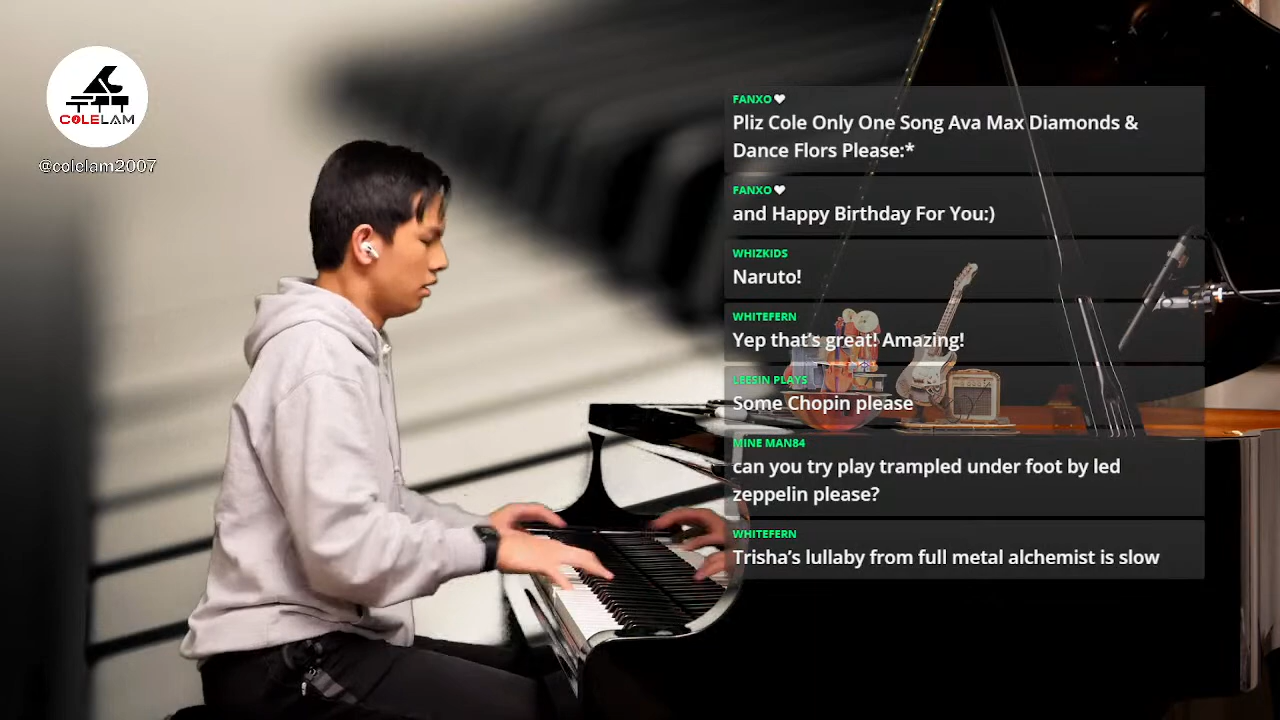 COLELAM
@colelam2007
FANXO🤍
Pliz Cole Only One Song Ava Max Diamonds &
Dance Flors Please:*
FANXO🤍
and Happy Birthday For You:)
WHIZKIDS
Naruto!
WHITEFERN
Yep that's great! Amazing!
LEESIN PLAYS
Some Chopin please
MINE MAN84
can you try play trampled under foot by led
zeppelin please?
WHITEFERN
Trisha’s lullaby from full metal alchemist is slow